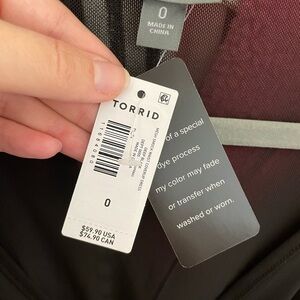 0
MADE IN
CHINA
TORRID
0
$59.90 USA
$74.90 CAN
of a special
dye process
my color may fade
or transfer when
washed or worn.